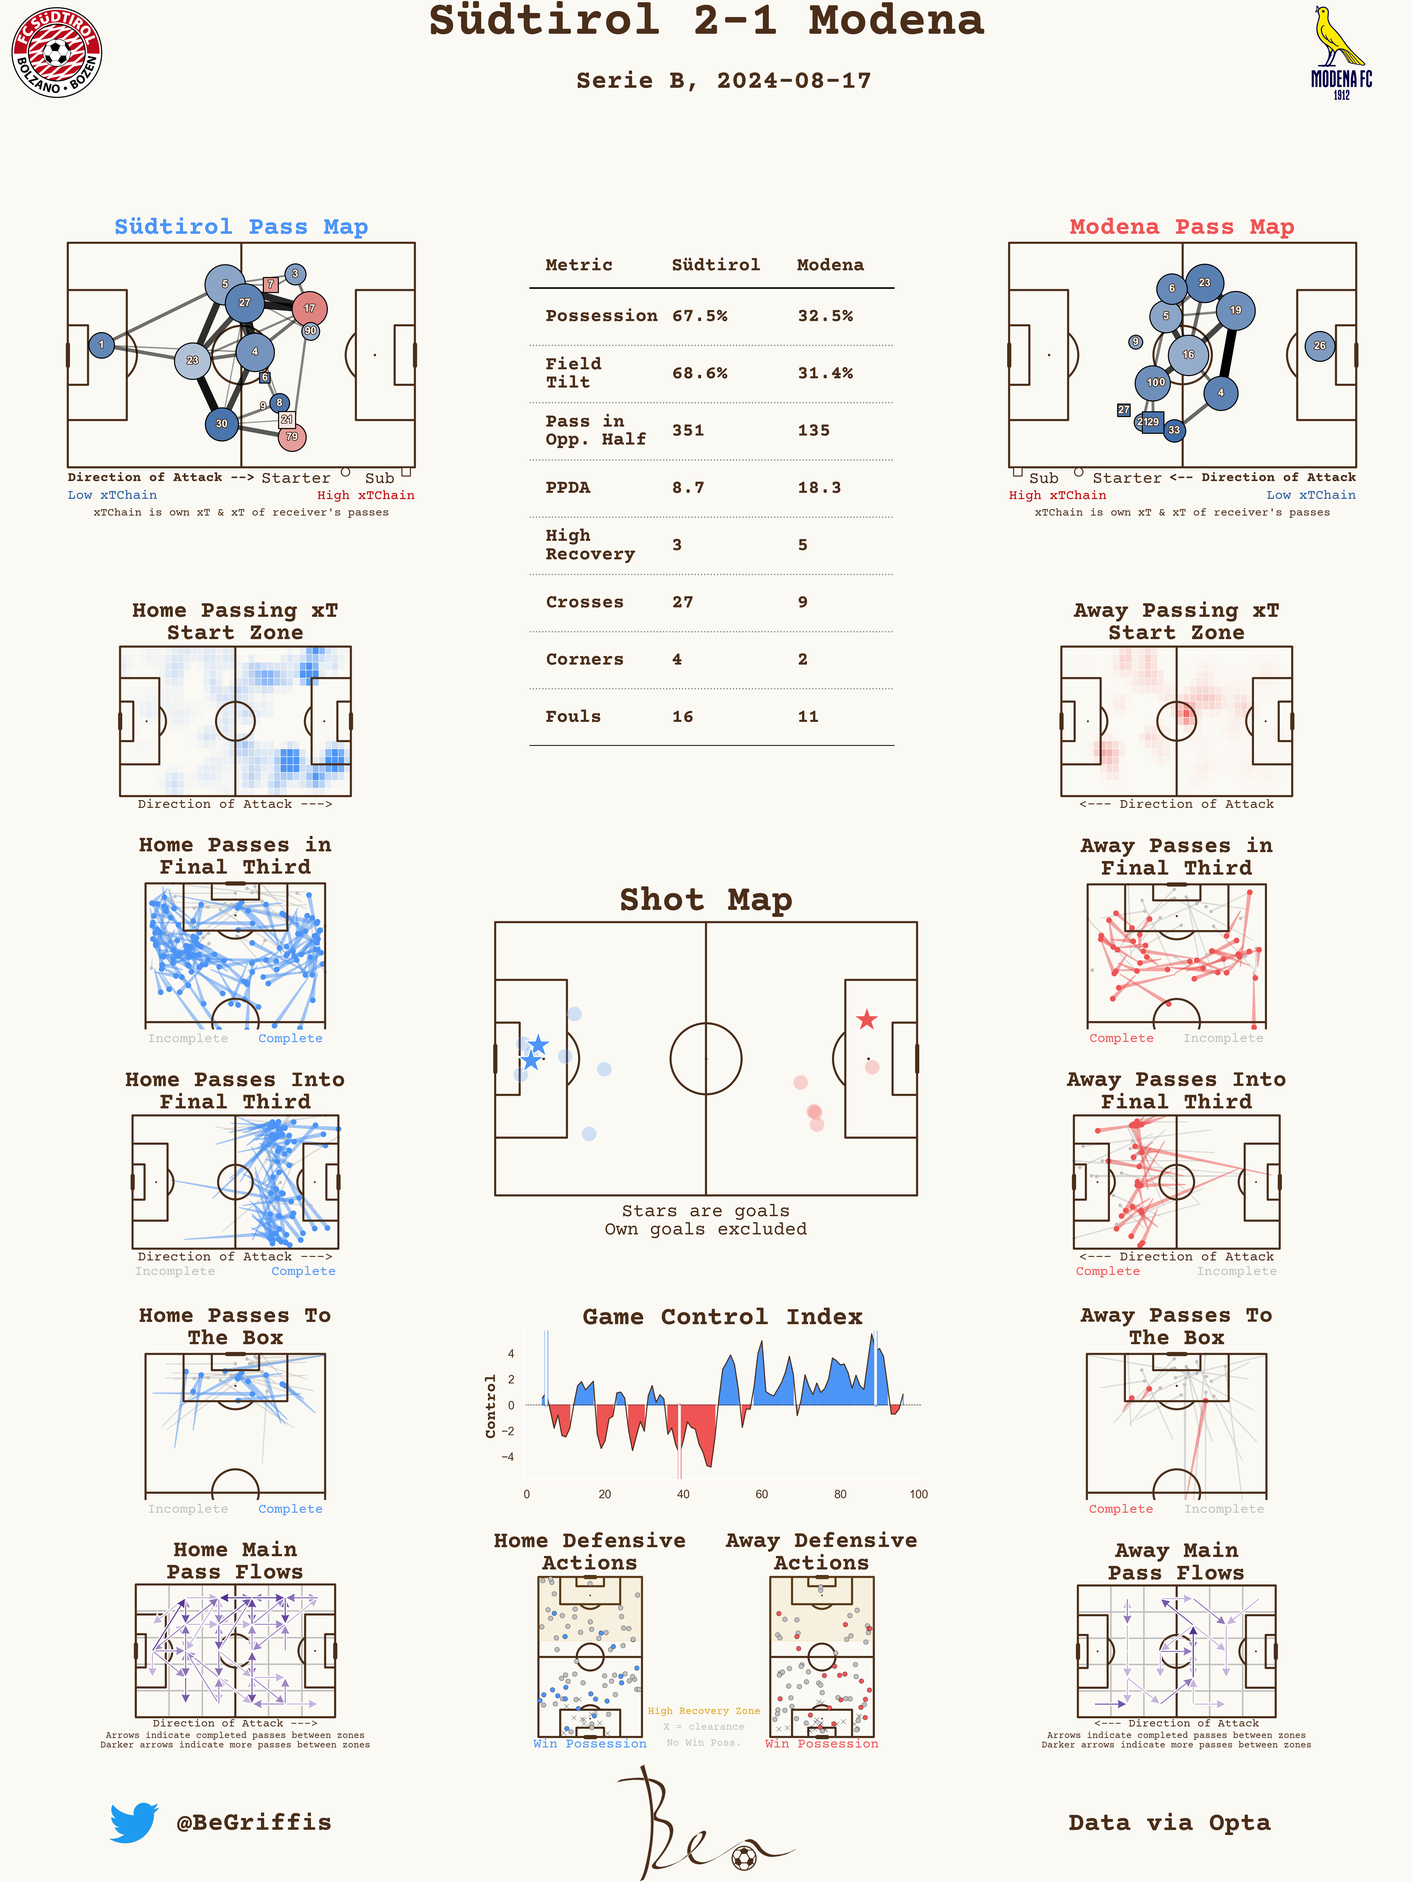 Südtirol 2-1 Modena
Serie B, 2024-08-17
FC SÜDTIROL
BOLZANO • BOZEN
MODENA FC
1912
Südtirol Pass Map
1
5
27
23
30
4
3
7
17
90
6
9
8
21
79
Direction of Attack --> Starter Sub
Low xTChain High xTChain
xTChain is own xT & xT of receiver's passes
Metric Südtirol Modena
Possession 67.5% 32.5%
Field
Tilt 68.6% 31.4%
Pass in
Opp. Half 351 135
PPDA 8.7 18.3
High
Recovery 3 5
Crosses 27 9
Corners 4 2
Fouls 16 11
Modena Pass Map
6
23
5
19
9
16
26
100
4
27
21
29
33
Sub Starter <-- Direction of Attack
High xTChain Low xTChain
xTChain is own xT & xT of receiver's passes
Home Passing xT
Start Zone
Direction of Attack --->
Away Passing xT
Start Zone
<--- Direction of Attack
Home Passes in
Final Third
Incomplete Complete
Away Passes in
Final Third
Complete Incomplete
Shot Map
Stars are goals
Own goals excluded
Home Passes Into
Final Third
Direction of Attack --->
Incomplete Complete
Away Passes Into
Final Third
<--- Direction of Attack
Complete Incomplete
Home Passes To
The Box
Incomplete Complete
Game Control Index
Control
4
2
0
−2
−4
0 20 40 60 80 100
Away Passes To
The Box
Complete Incomplete
Home Main
Pass Flows
Direction of Attack --->
Arrows indicate completed passes between zones
Darker arrows indicate more passes between zones
Home Defensive
Actions
Win Possession
Away Defensive
Actions
Win Possession
High Recovery Zone
X = clearance
No Win Poss.
Away Main
Pass Flows
<--- Direction of Attack
Arrows indicate completed passes between zones
Darker arrows indicate more passes between zones
@BeGriffis
Ben
Data via Opta